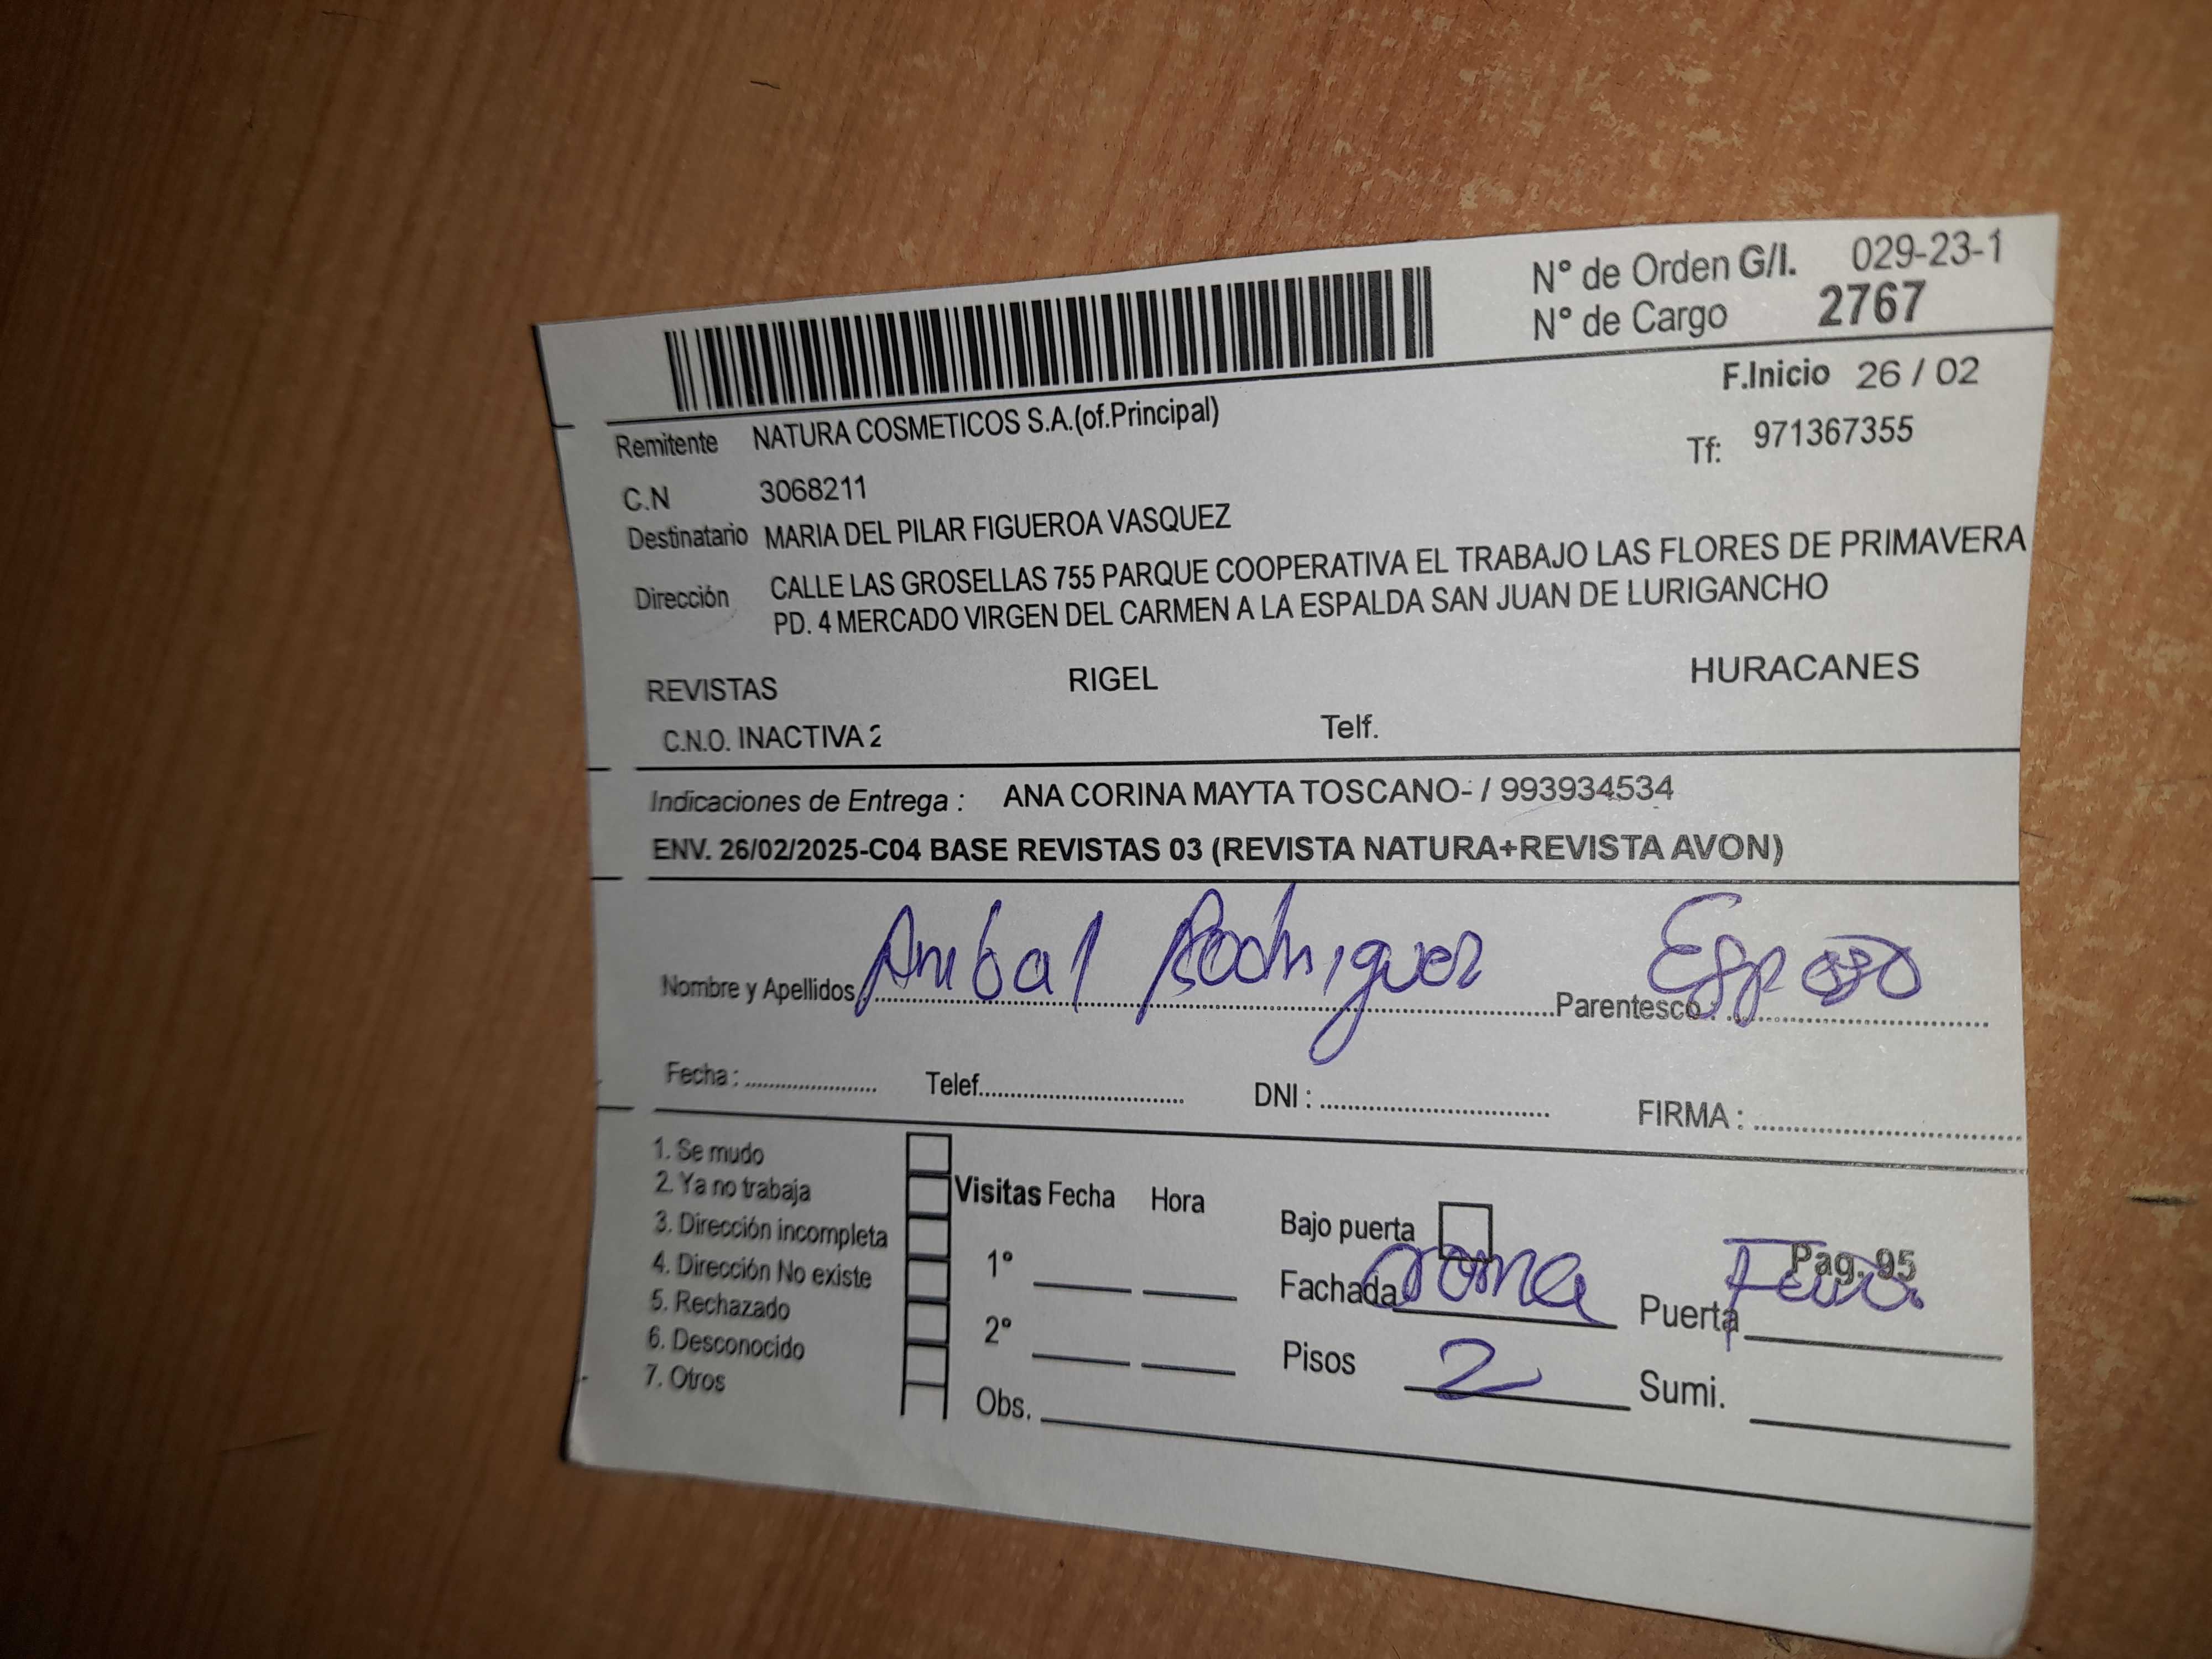 N° de Orden G/I. 029-23-1
N° de Cargo 2767
F.Inicio 26 / 02
Remitente NATURA COSMETICOS S.A.(of.Principal)
Tf: 971367355
C.N 3068211
Destinatario MARIA DEL PILAR FIGUEROA VASQUEZ
Dirección CALLE LAS GROSELLAS 755 PARQUE COOPERATIVA EL TRABAJO LAS FLORES DE PRIMAVERA
PD. 4 MERCADO VIRGEN DEL CARMEN A LA ESPALDA SAN JUAN DE LURIGANCHO
REVISTAS RIGEL HURACANES
C.N.O. INACTIVA 2 Telf.
Indicaciones de Entrega : ANA CORINA MAYTA TOSCANO- / 993934534
ENV. 26/02/2025-C04 BASE REVISTAS 03 (REVISTA NATURA+REVISTA AVON)
Nombre y Apellidos Anibal Rodriguez Parentesco : Esposo
Fecha : Telef. DNI : FIRMA :
1. Se mudo
2. Ya no trabaja
3. Dirección incompleta
4. Dirección No existe
5. Rechazado
6. Desconocido
7. Otros
Visitas Fecha Hora
1°
2°
Obs.
Bajo puerta
Pag. 95
Fachada Puerta
Pisos 2 Sumi.